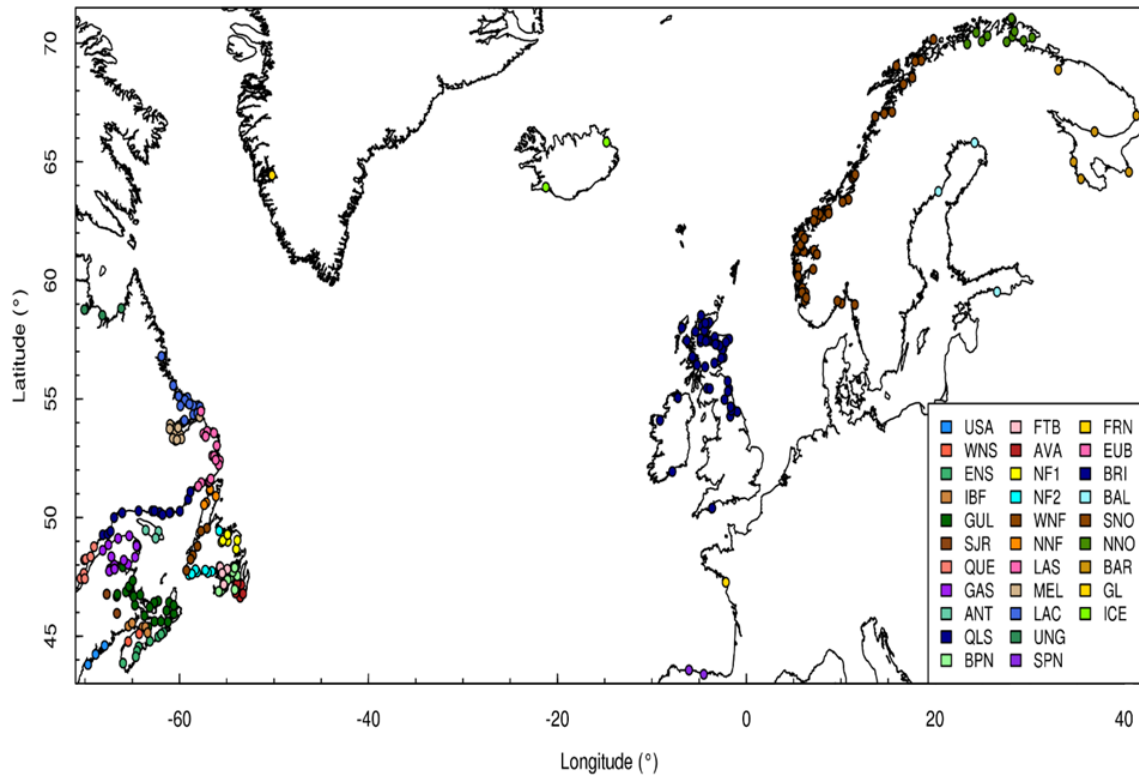 70
65
60
55
50
45
Latitude (°)
USA FTB FRN
WNS AVA EUB
ENS NF1 BRI
IBF NF2 BAL
GUL WNF SNO
SJR NNF NNO
QUE LAS BAR
GAS MEL GL
ANT LAC ICE
QLS UNG
BPN SPN
-60 -40 -20 0 20 40
Longitude (°)